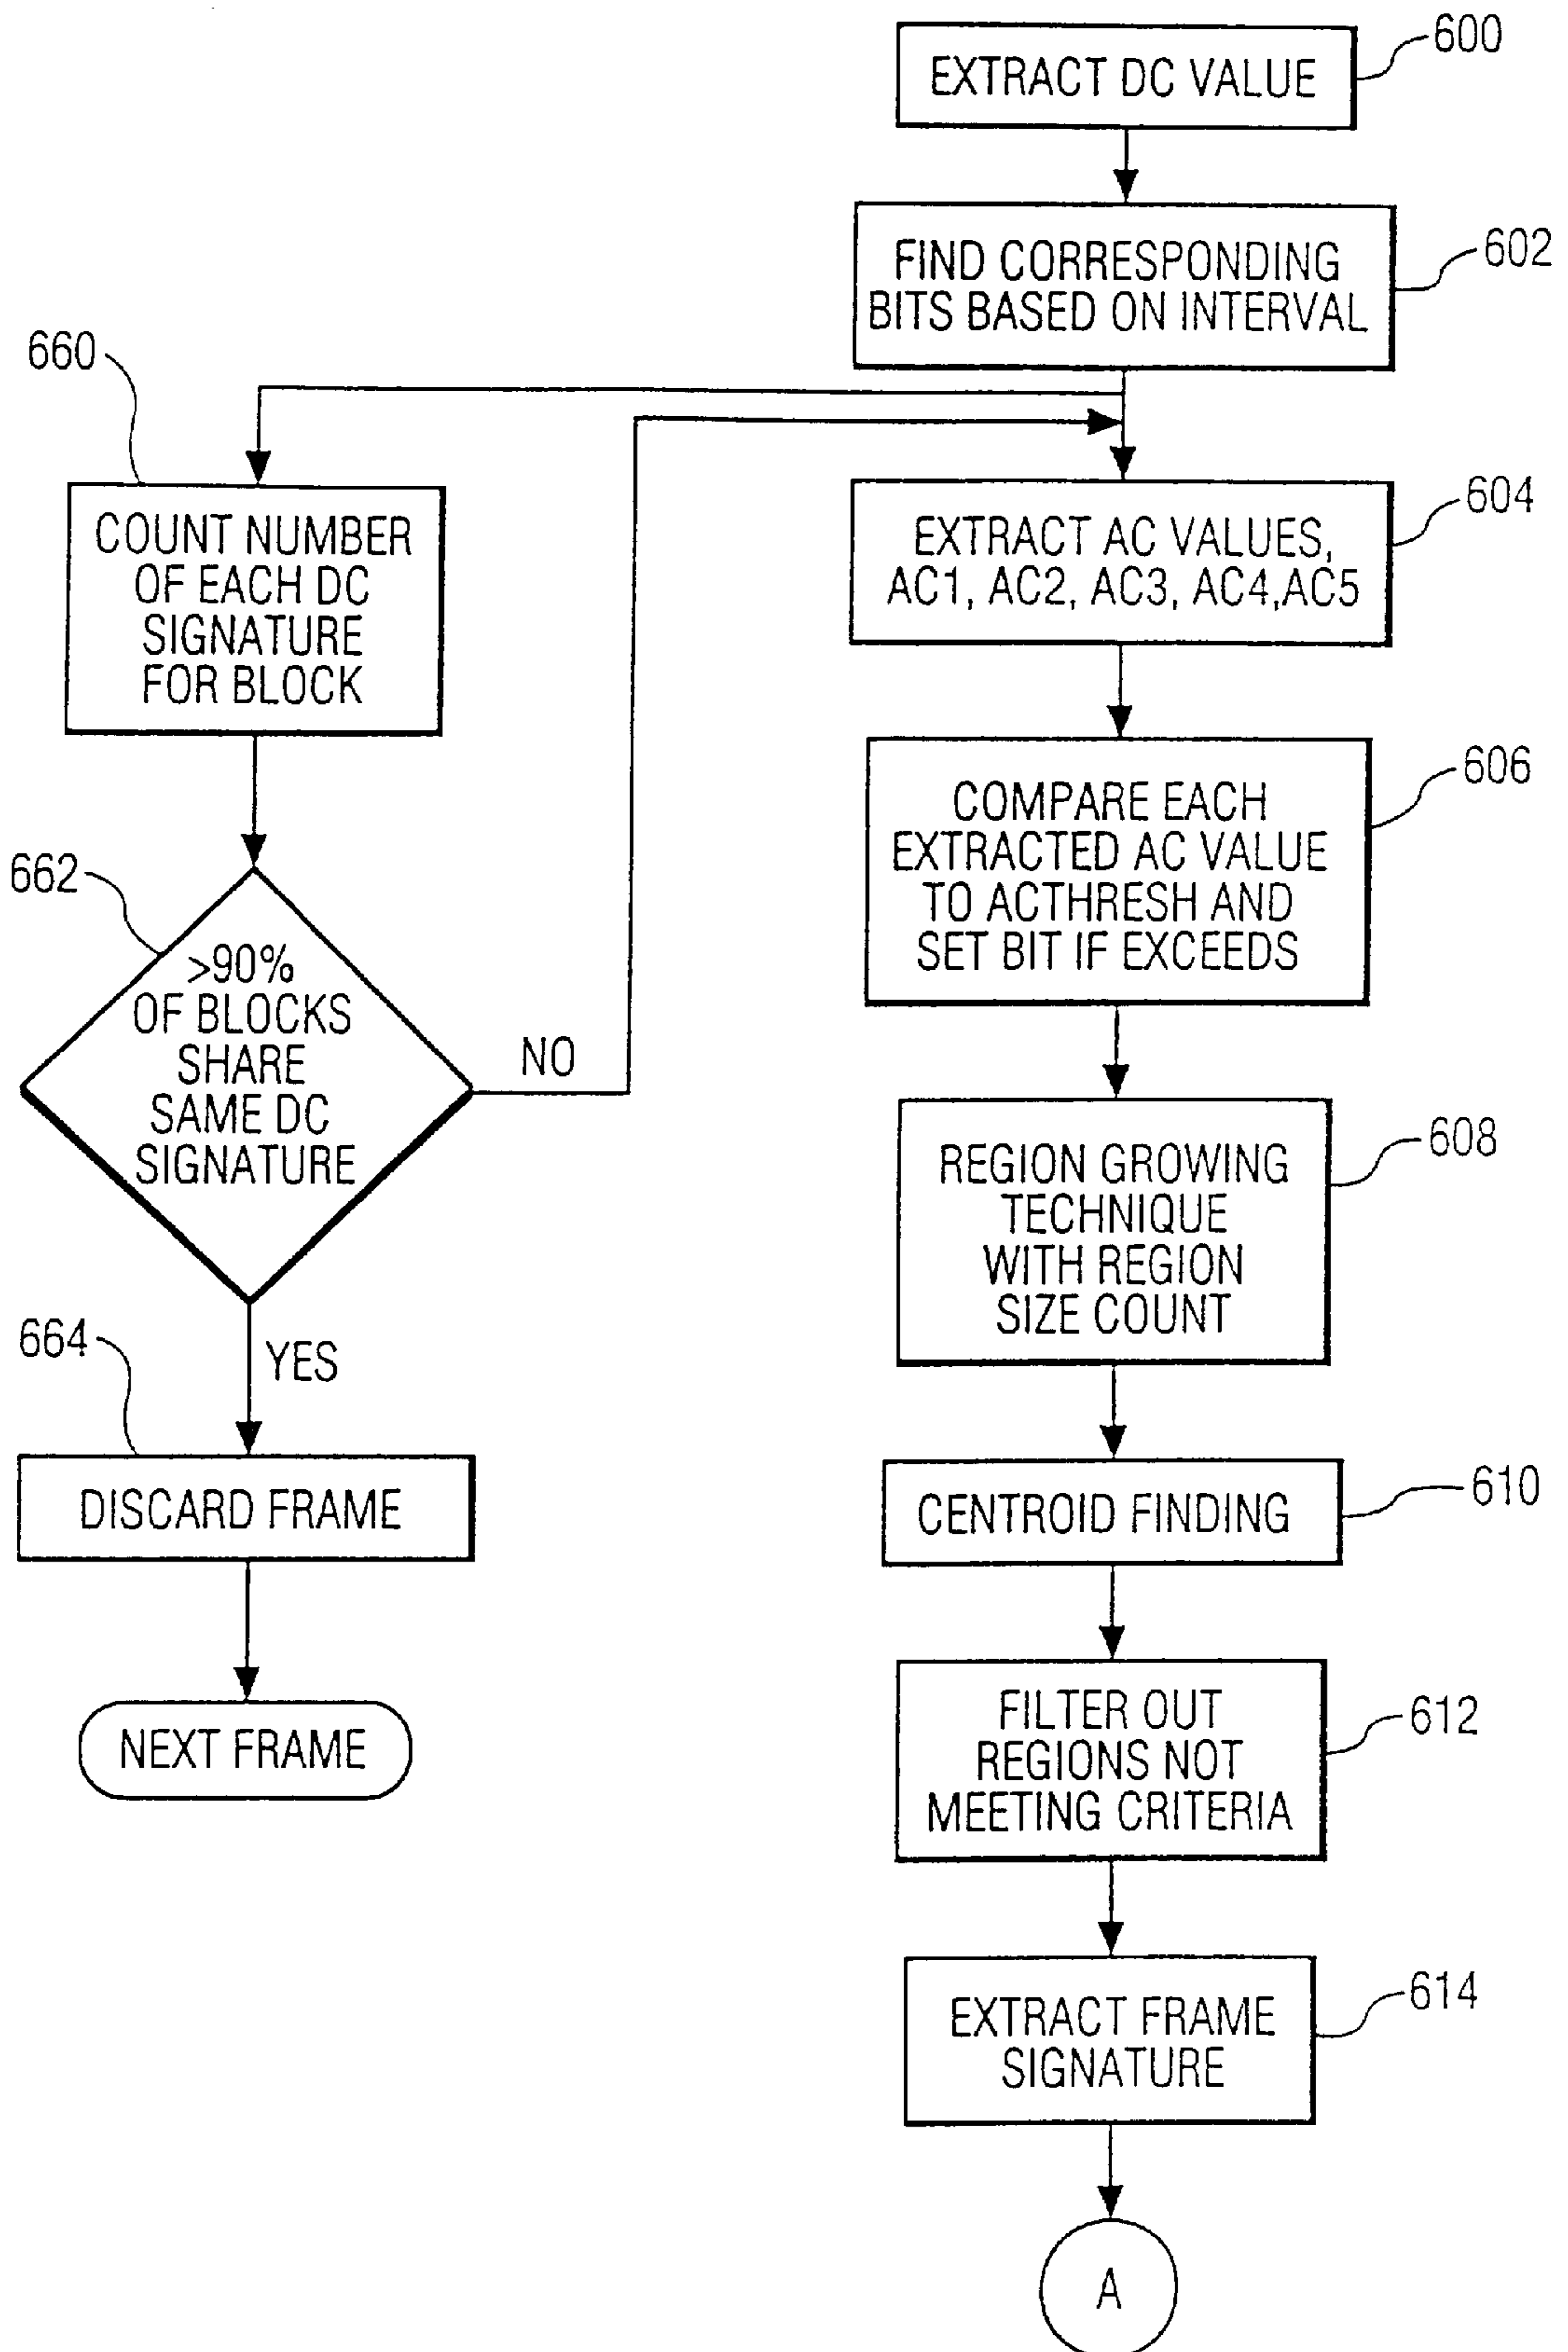 600
EXTRACT DC VALUE
602
FIND CORRESPONDING
BITS BASED ON INTERVAL
660
COUNT NUMBER
OF EACH DC
SIGNATURE
FOR BLOCK
662
>90%
OF BLOCKS
SHARE
SAME DC
SIGNATURE
NO
YES
664
DISCARD FRAME
NEXT FRAME
604
EXTRACT AC VALUES,
AC1, AC2, AC3, AC4,AC5
606
COMPARE EACH
EXTRACTED AC VALUE
TO ACTHRESH AND
SET BIT IF EXCEEDS
608
REGION GROWING
TECHNIQUE
WITH REGION
SIZE COUNT
610
CENTROID FINDING
612
FILTER OUT
REGIONS NOT
MEETING CRITERIA
614
EXTRACT FRAME
SIGNATURE
A